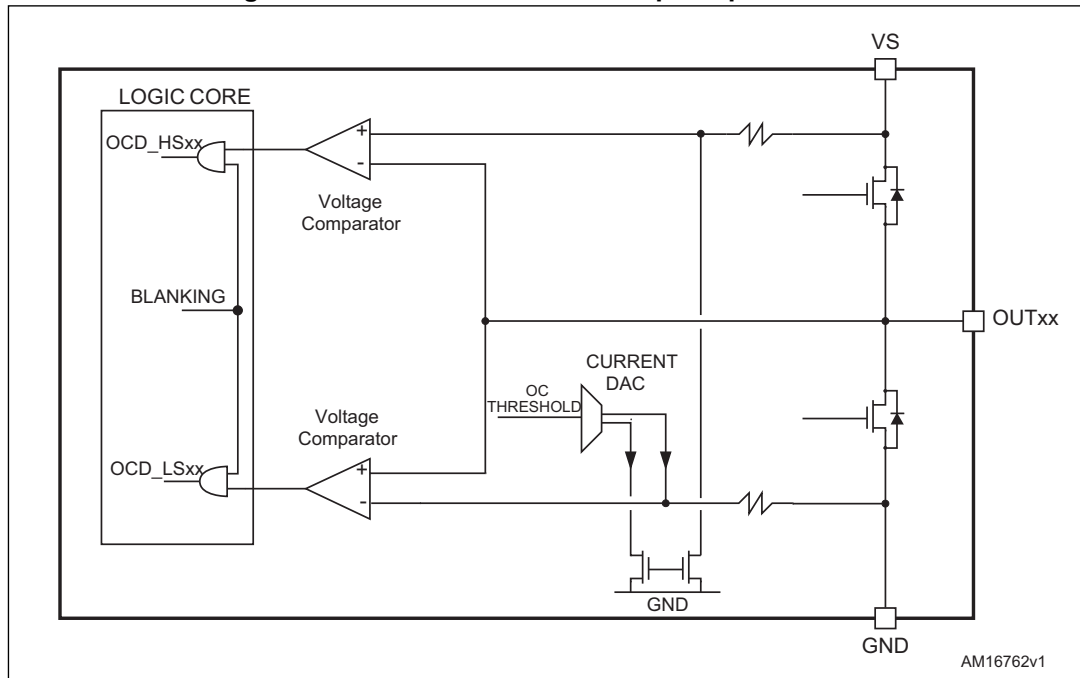 VS
LOGIC CORE
OCD_HSxx
+
-
Voltage
Comparator
BLANKING
OUTxx
CURRENT
DAC
OC
THRESHOLD
Voltage
Comparator
OCD_LSxx
+
-
GND
GND
AM16762v1